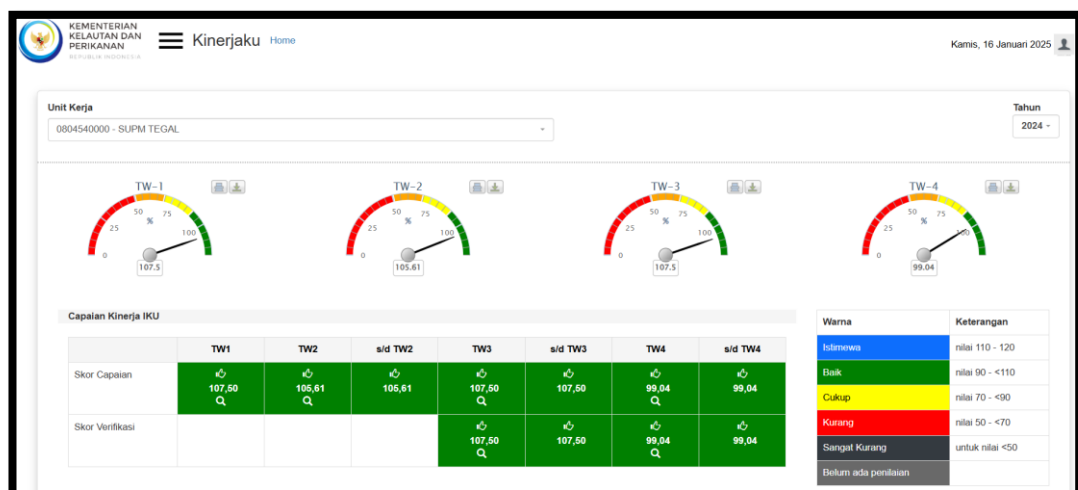 KEMENTERIAN
KELAUTAN DAN
PERIKANAN
REPUBLIK INDONESIA
Kinerjaku Home
Kamis, 16 Januari 2025
Unit Kerja
Tahun
0804540000 - SUPM TEGAL
2024
TW-1
0
25
50
75
100
%
107.5
TW-2
0
25
50
75
100
%
105.61
TW-3
0
25
50
75
100
%
107.5
TW-4
0
25
50
75
100
%
99.04
Capaian Kinerja IKU
TW1 TW2 s/d TW2 TW3 s/d TW3 TW4 s/d TW4
Skor Capaian 107,50 105,61 105,61 107,50 107,50 99,04 99,04
Skor Verifikasi 107,50 107,50 99,04 99,04
Warna Keterangan
Istimewa nilai 110 - 120
Baik nilai 90 - <110
Cukup nilai 70 - <90
Kurang nilai 50 - <70
Sangat Kurang untuk nilai <50
Belum ada penilaian